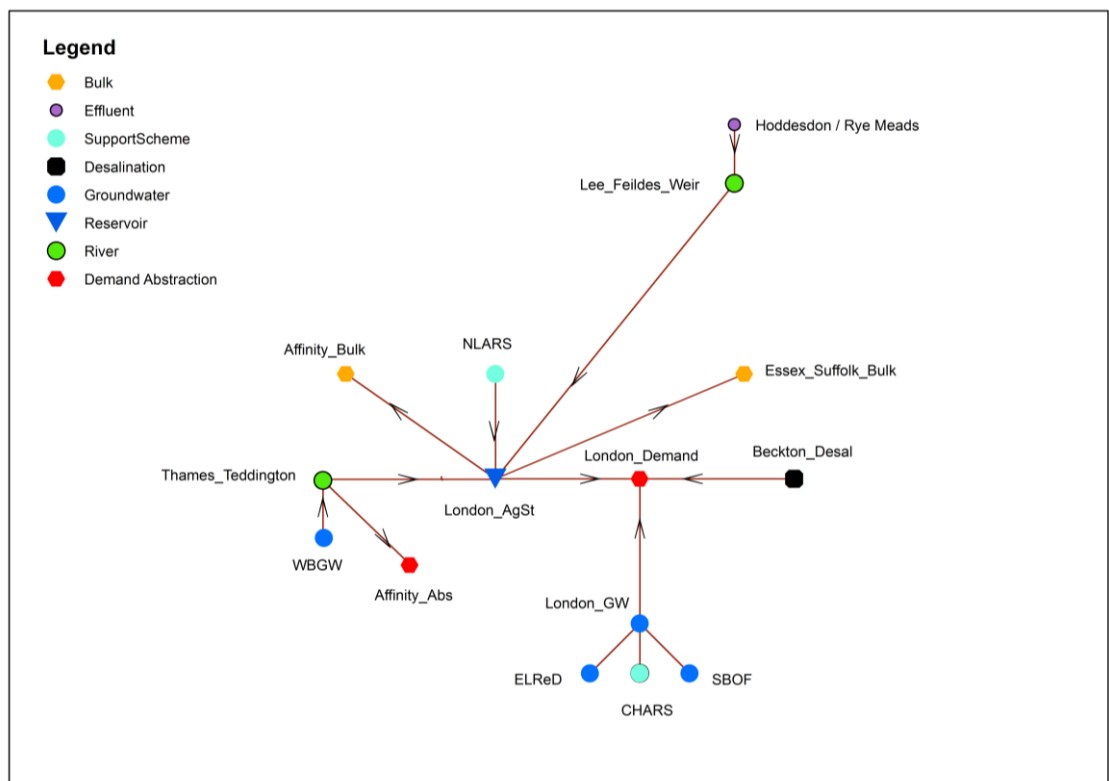 Legend
Bulk
Effluent
SupportScheme
Desalination
Groundwater
Reservoir
River
Demand Abstraction
Hoddesdon / Rye Meads
Lee_Feildes_Weir
NLARS
Affinity_Bulk
Essex_Suffolk_Bulk
London_Demand
Beckton_Desal
Thames_Teddington
London_AgSt
WBGW
Affinity_Abs
London_GW
ELReD
SBOF
CHARS